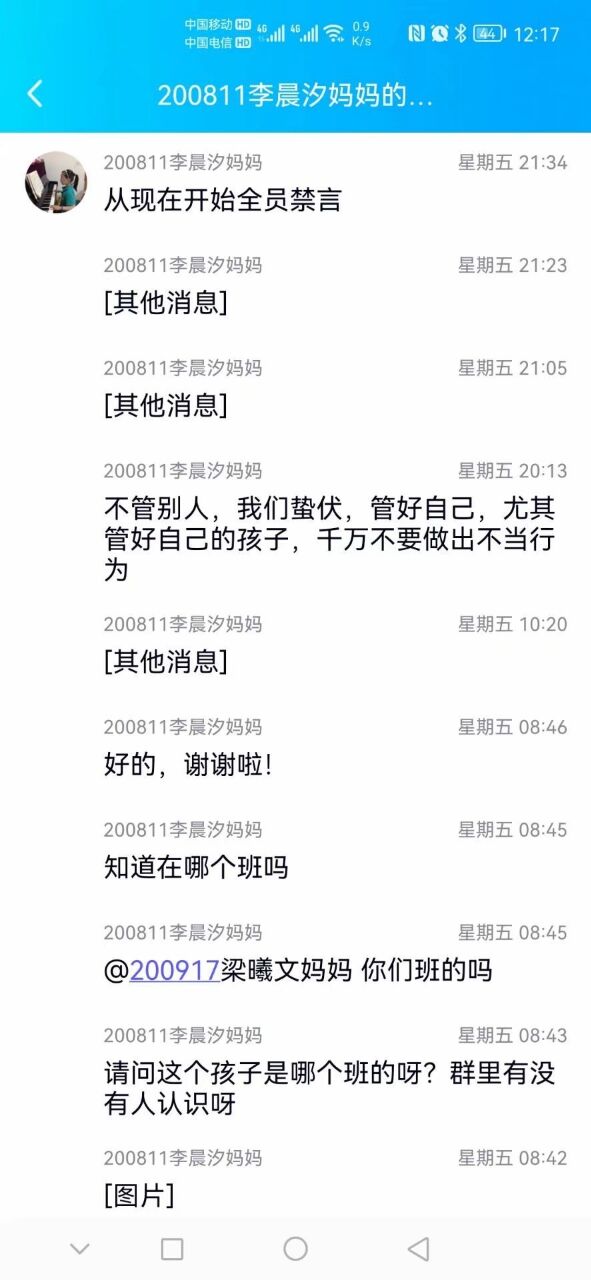 中国移动 HD 4G 4G 0.9 12:17
中国电信 HD K/s 44
200811李晨汐妈妈的...
200811李晨汐妈妈 星期五 21:34
从现在开始全员禁言
200811李晨汐妈妈 星期五 21:23
[其他消息]
200811李晨汐妈妈 星期五 21:05
[其他消息]
200811李晨汐妈妈 星期五 20:13
不管别人，我们蛰伏，管好自己，尤其
管好自己的孩子，千万不要做出不当行
为
200811李晨汐妈妈 星期五 10:20
[其他消息]
200811李晨汐妈妈 星期五 08:46
好的，谢谢啦!
200811李晨汐妈妈 星期五 08:45
知道在哪个班吗
200811李晨汐妈妈 星期五 08:45
@200917梁曦文妈妈 你们班的吗
200811李晨汐妈妈 星期五 08:43
请问这个孩子是哪个班的呀？群里有没
有人认识呀
200811李晨汐妈妈 星期五 08:42
[图片]